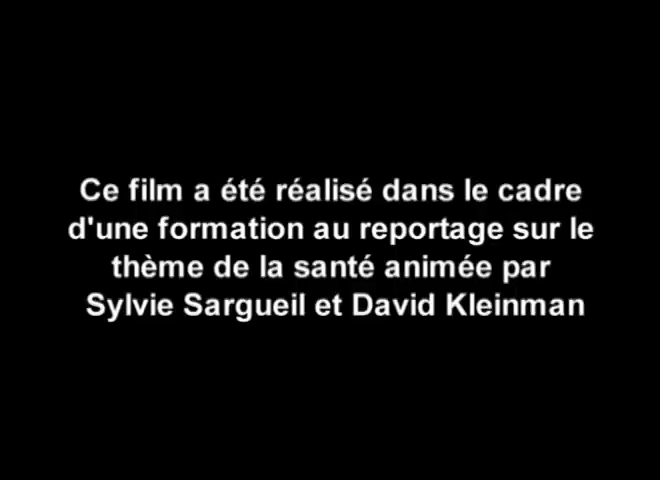 Ce film a été réalisé dans le cadre
d'une formation au reportage sur le
thème de la santé animée par
Sylvie Sargueil et David Kleinman